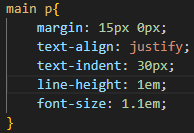 main p{
    margin: 15px 0px;
    text-align: justify;
    text-indent: 30px;
    line-height: 1em;
    font-size: 1.1em;
}